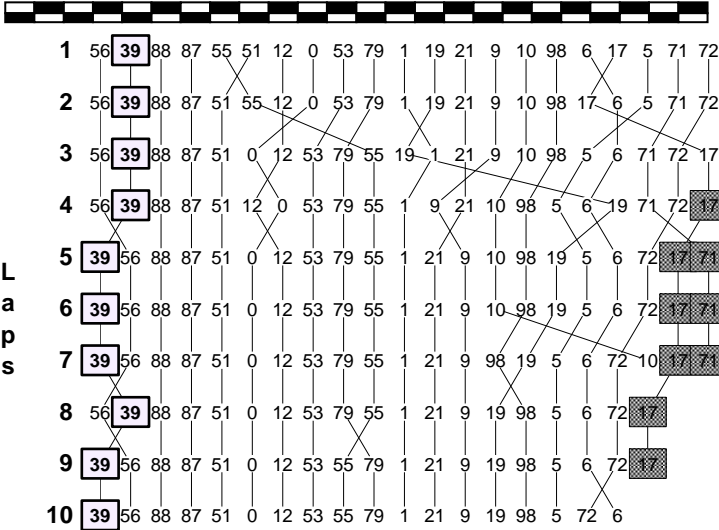 1 56 39 88 87 55 51 12 0 53 79 1 19 21 9 10 98 6 17 5 71 72
2 56 39 88 87 51 55 12 0 53 79 1 19 21 9 10 98 17 6 5 71 72
3 56 39 88 87 51 0 12 53 79 55 19 1 21 9 10 98 5 6 71 72 17
4 56 39 88 87 51 12 0 53 79 55 1 9 21 10 98 5 6 19 71 72 17
5 39 56 88 87 51 0 12 53 79 55 1 21 9 10 98 19 5 6 72 17 71
6 39 56 88 87 51 0 12 53 79 55 1 21 9 10 98 19 5 6 72 17 71
7 39 56 88 87 51 0 12 53 79 55 1 21 9 98 19 5 6 72 10 17 71
8 56 39 88 87 51 0 12 53 79 55 1 21 9 19 98 5 6 72 17
9 39 56 88 87 51 0 12 53 55 79 1 21 9 19 98 5 6 72 17
10 39 56 88 87 51 0 12 53 55 79 1 21 9 19 98 5 72 6
Laps